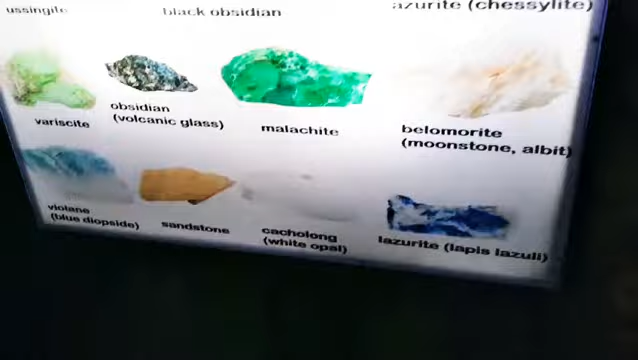 ussingite
black obsidian
azurite (chessylite)
variscite
obsidian
(volcanic glass)
malachite
belomorite
(moonstone, albit)
violane
(blue diopside)
sandstone
cacholong
(white opal)
lazurite (lapis lazuli)